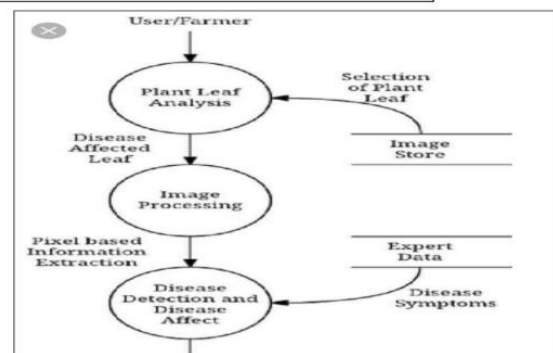 User/Farmer
Plant Leaf
Analysis
Selection
of Plant
Leaf
Disease
Affected
Leaf
Image
Store
Image
Processing
Pixel based
Information
Extraction
Expert
Data
Disease
Detection and
Disease
Affect
Disease
Symptoms